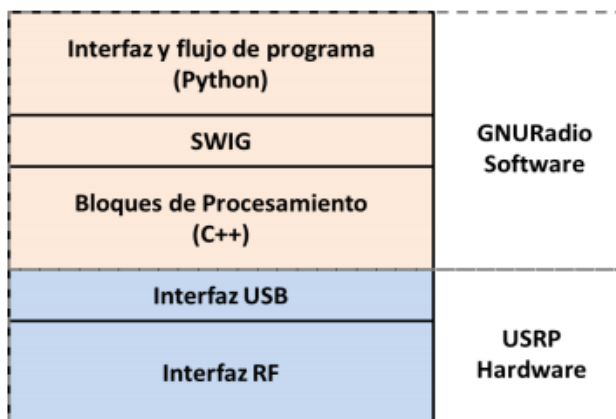 Interfaz y flujo de programa
(Python)
SWIG
Bloques de Procesamiento
(C++)
GNURadio
Software
Interfaz USB
Interfaz RF
USRP
Hardware